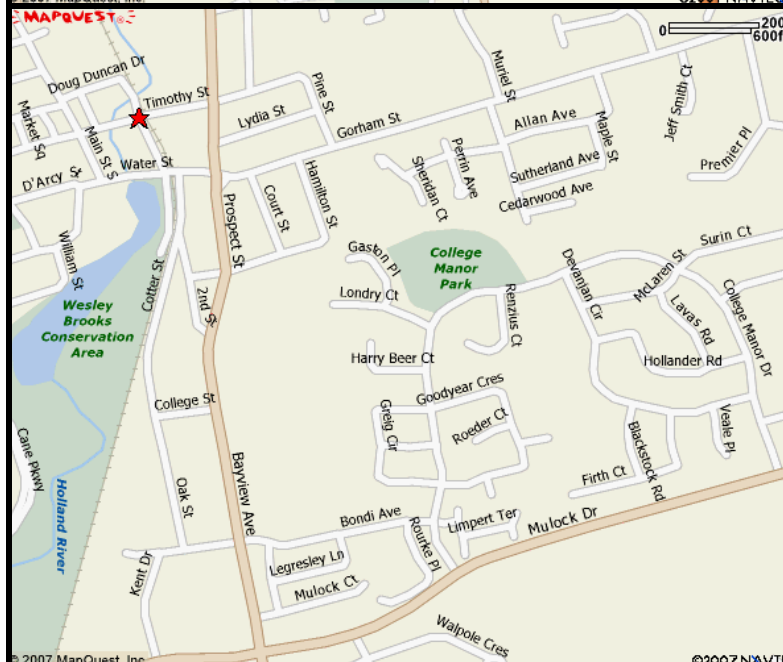 © 2007 MapQuest, Inc.
MAPQUEST.
200
0
600f
Doug Duncan Dr
Timothy St
Market Sq
Main St S
Water St
D'Arcy St
Lydia St
Pine St
Gorham St
Muriel St
Allan Ave
Maple St
Jeff Smith Ct
Premier Pl
Perrin Ave
Sheridan Ct
Sutherland Ave
Cedarwood Ave
Prospect St
Court St
Hamilton St
William St
Cotter St
2nd St
Wesley
Brooks
Conservation
Area
Gaston Pl
College
Manor
Park
Londry Ct
Renzius Ct
Devanjan Cir
McLaren St
Surin Ct
Lavas Rd
College Manor Dr
Hollander Rd
Harry Beer Ct
Goodyear Cres
Greig Cir
Roeder Ct
Veale Pl
Blackstock Rd
Firth Ct
College St
Cane Pkwy
Holland River
Oak St
Bayview Ave
Bondi Ave
Limpert Ter
Mulock Dr
Rourke Pl
Legresley Ln
Mulock Ct
Kent Dr
Walpole Cres
© 2007 MapQuest, Inc.
©2007 NAVTE